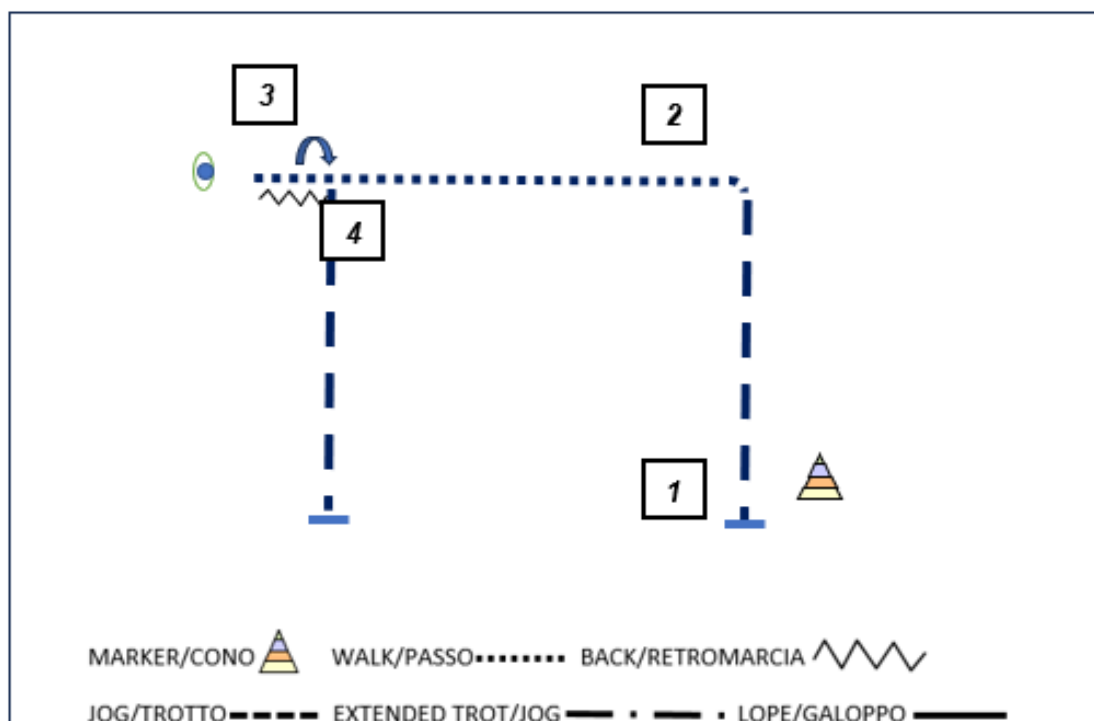 3
2
4
1
MARKER/CONO WALK/PASSO BACK/RETROMARCIA
JOG/TROTTO EXTENDED TROT/JOG LOPE/GALOPPO